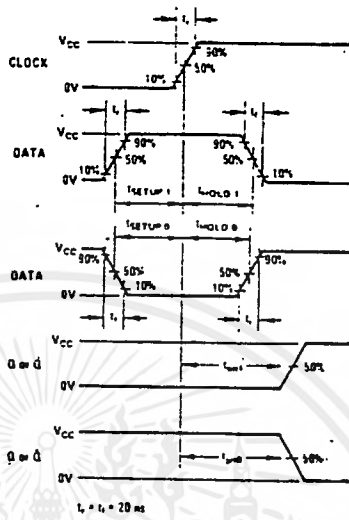 tr
VCC
90%
CLOCK
50%
10%
0V
tr
tf
VCC
90%
90%
DATA
50%
50%
10%
10%
0V
tSETUP 1
tHOLD 1
tSETUP 0
tHOLD 0
VCC
90%
90%
DATA
50%
50%
10%
10%
0V
tf
tr
VCC
50%
Q or Q̅
0V
VCC
Q or Q̅
tpd0
50%
0V
tr = tf = 20 ns